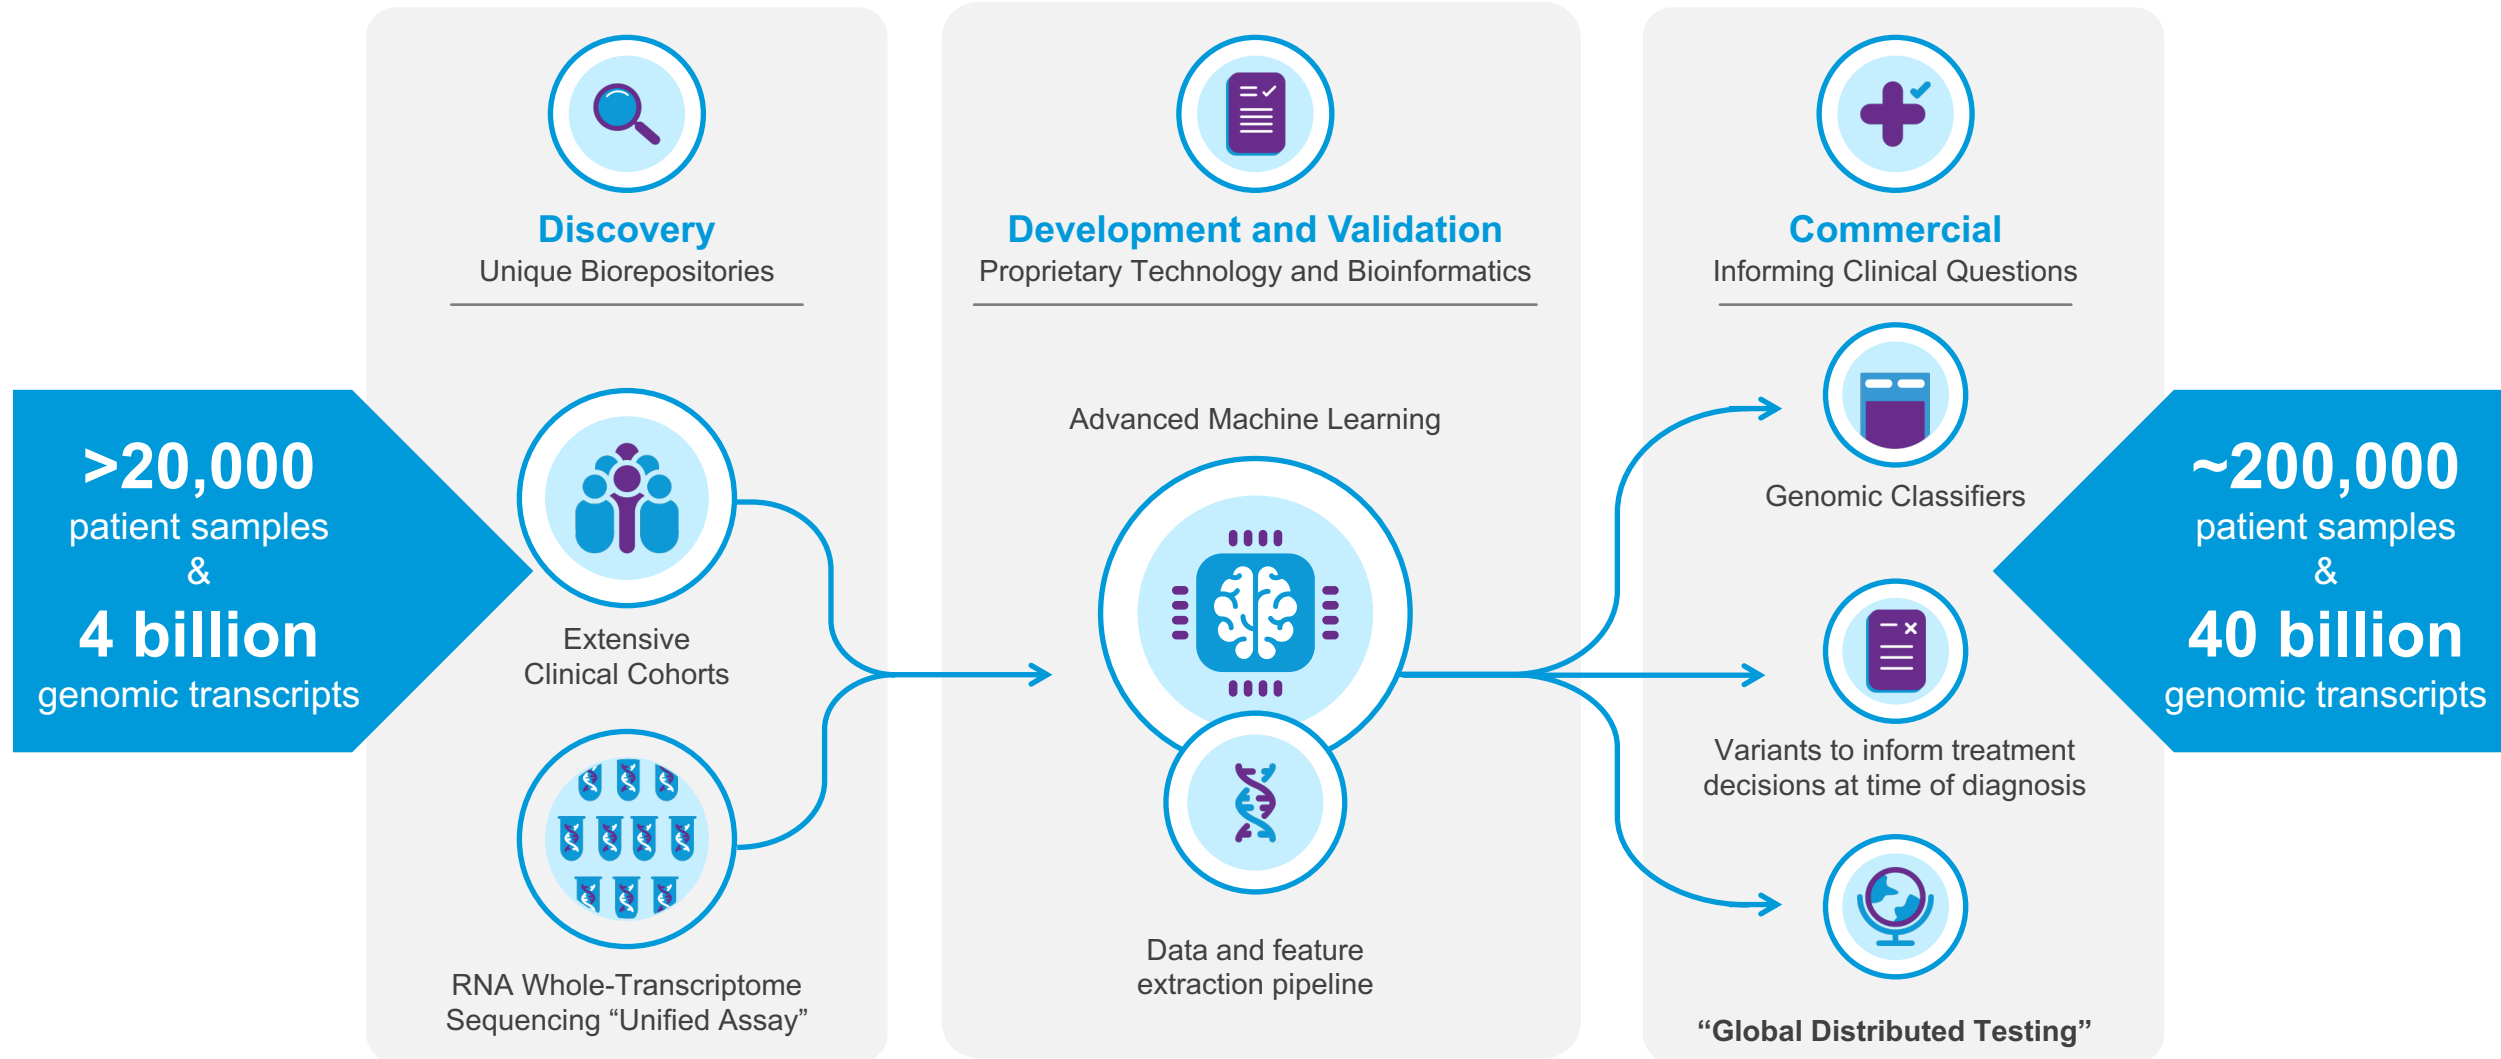 >20,000
patient samples
&
4 billion
genomic transcripts
Discovery
Unique Biorepositories
Extensive
Clinical Cohorts
RNA Whole-Transcriptome
Sequencing “Unified Assay”
Development and Validation
Proprietary Technology and Bioinformatics
Advanced Machine Learning
Data and feature
extraction pipeline
Commercial
Informing Clinical Questions
Genomic Classifiers
Variants to inform treatment
decisions at time of diagnosis
“Global Distributed Testing”
~200,000
patient samples
&
40 billion
genomic transcripts